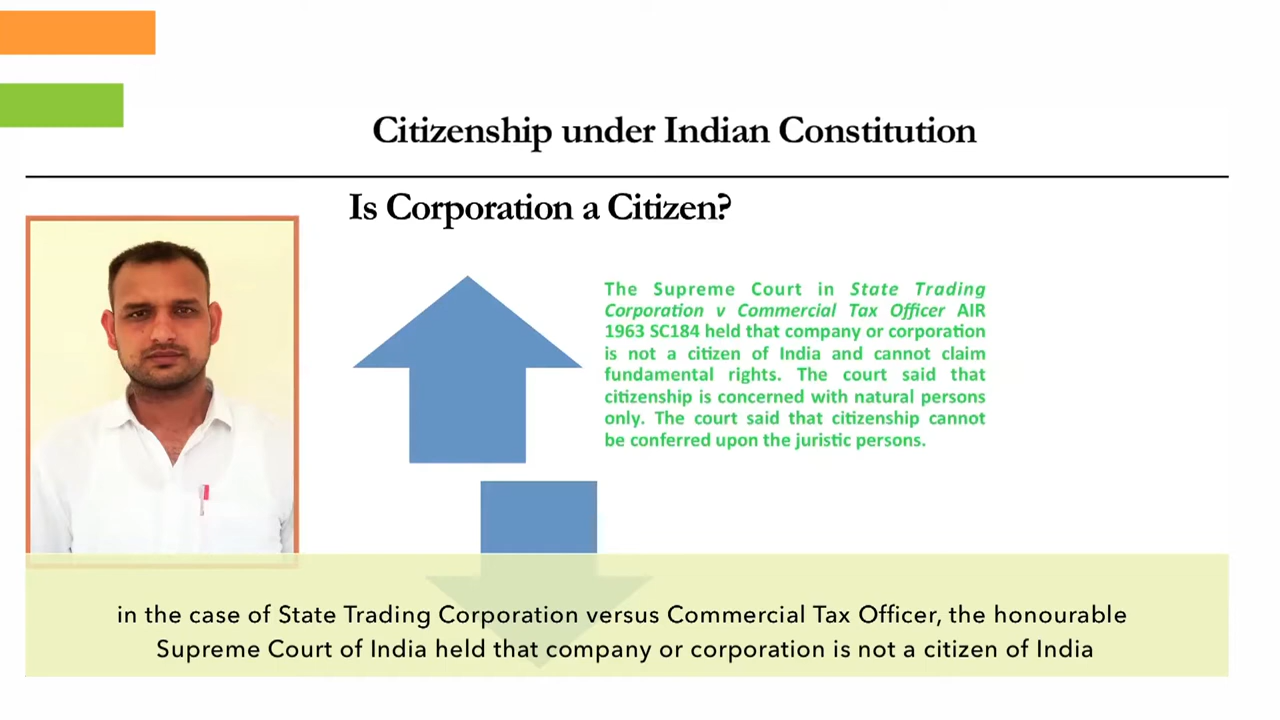 Citizenship under Indian Constitution
Is Corporation a Citizen?
The Supreme Court in State Trading
Corporation v Commercial Tax Officer AIR
1963 SC184 held that company or corporation
is not a citizen of India and cannot claim
fundamental rights. The court said that
citizenship is concerned with natural persons
only. The court said that citizenship cannot
be conferred upon the juristic persons.
in the case of State Trading Corporation versus Commercial Tax Officer, the honourable
Supreme Court of India held that company or corporation is not a citizen of India